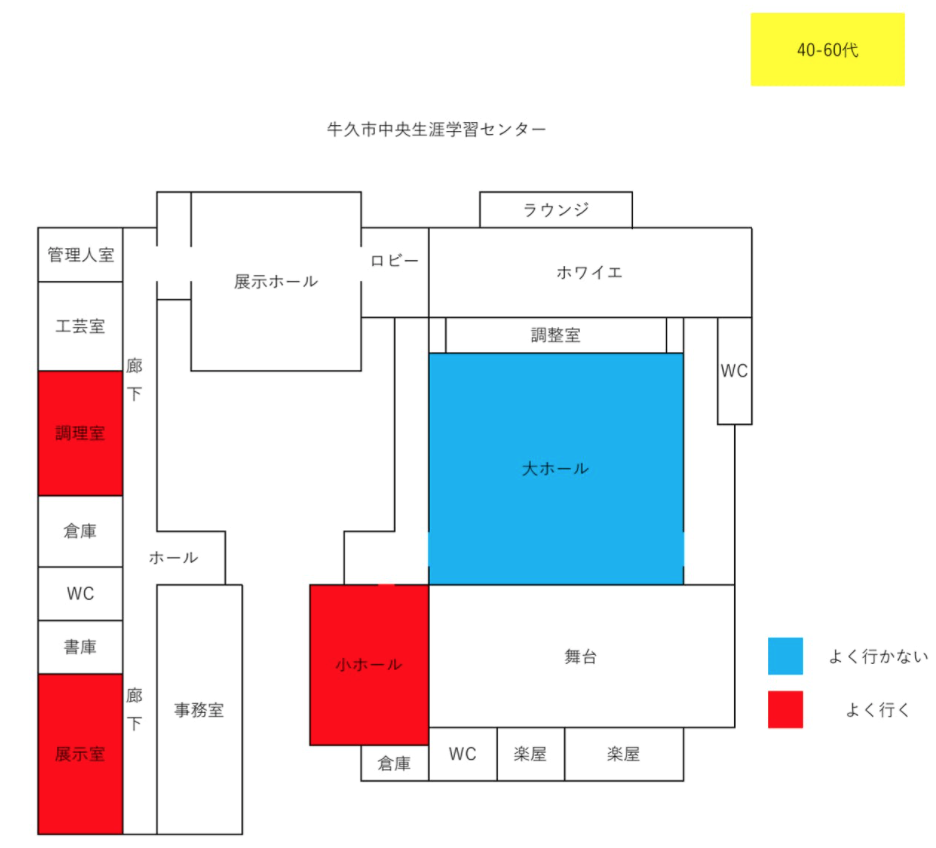 40-60代
牛久市中央生涯学習センター
ラウンジ
管理人室
ロビー
展示ホール
ホワイエ
工芸室
調整室
廊
下
WC
調理室
大ホール
倉庫
ホール
WC
書庫
小ホール
舞台
よく行かない
廊
下
事務室
よく行く
展示室
倉庫
WC
楽屋
楽屋